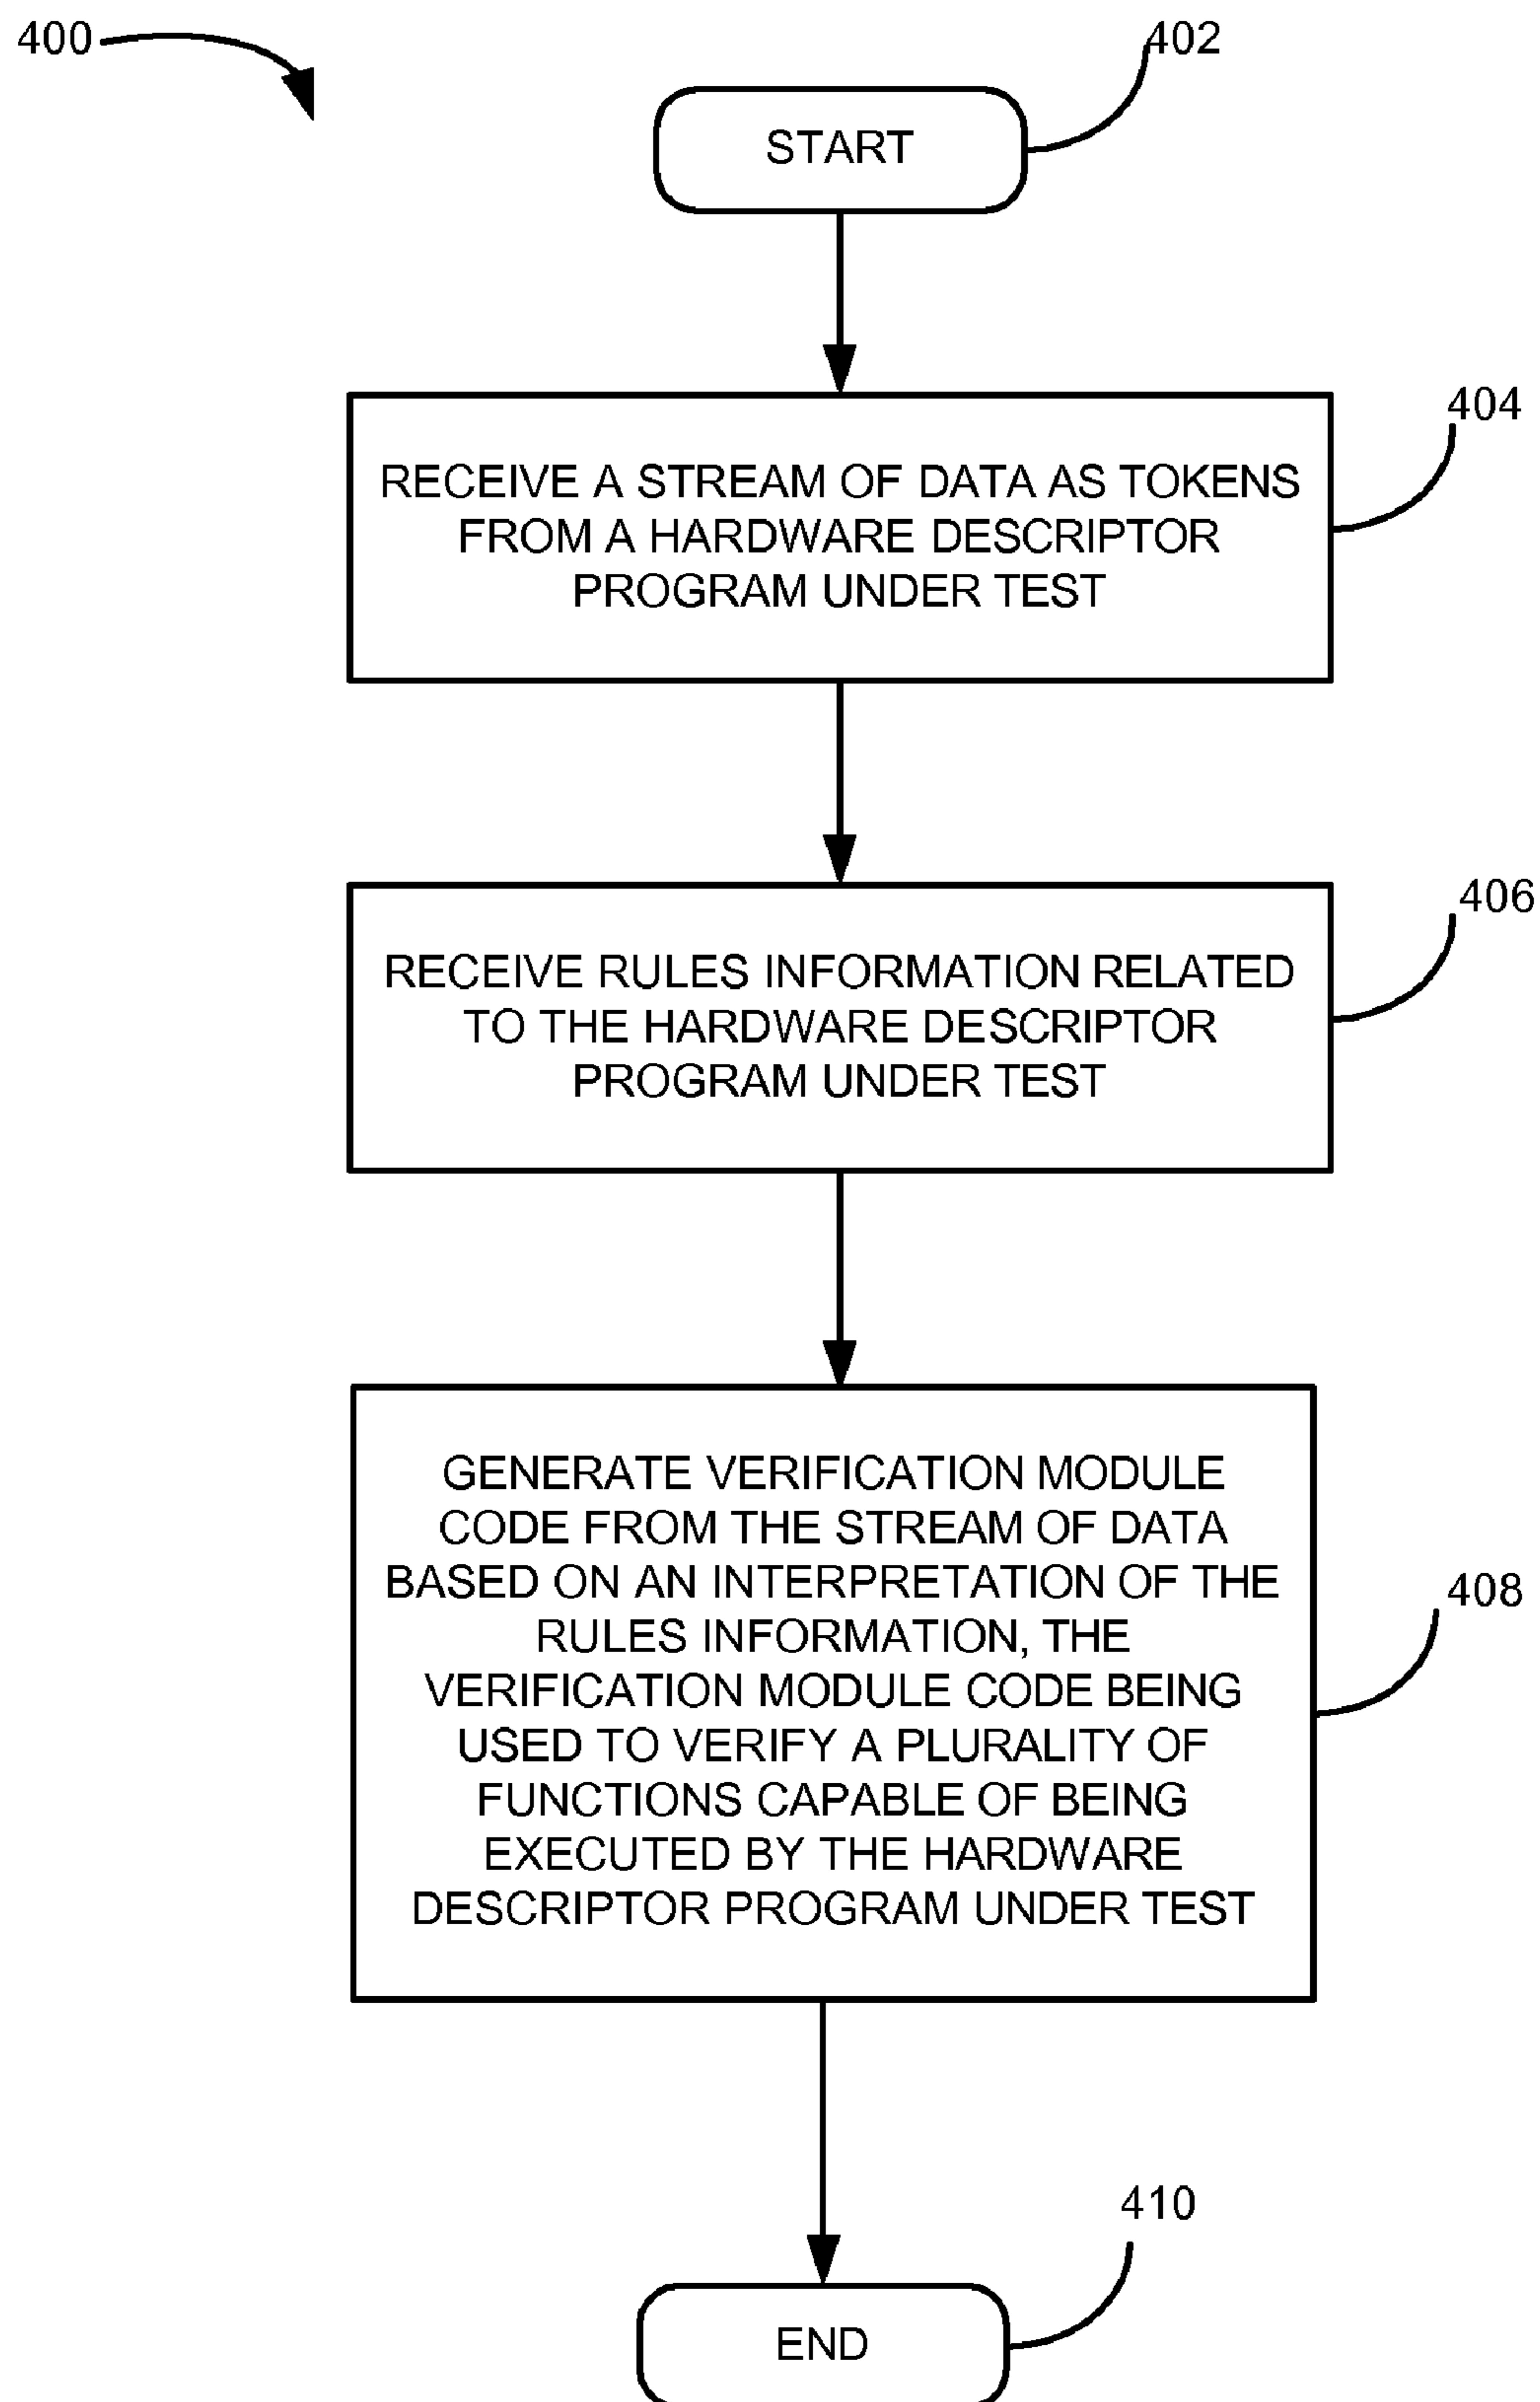 400
402
START
404
RECEIVE A STREAM OF DATA AS TOKENS
FROM A HARDWARE DESCRIPTOR
PROGRAM UNDER TEST
406
RECEIVE RULES INFORMATION RELATED
TO THE HARDWARE DESCRIPTOR
PROGRAM UNDER TEST
GENERATE VERIFICATION MODULE
CODE FROM THE STREAM OF DATA
BASED ON AN INTERPRETATION OF THE
408
RULES INFORMATION, THE
VERIFICATION MODULE CODE BEING
USED TO VERIFY A PLURALITY OF
FUNCTIONS CAPABLE OF BEING
EXECUTED BY THE HARDWARE
DESCRIPTOR PROGRAM UNDER TEST
410
END